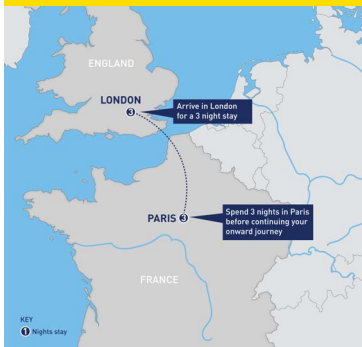 ENGLAND
LONDON
3
Arrive in London
for a 3 night stay
PARIS
3
Spend 3 nights in Paris
before continuing your
onward journey
FRANCE
KEY
1 Nights stay